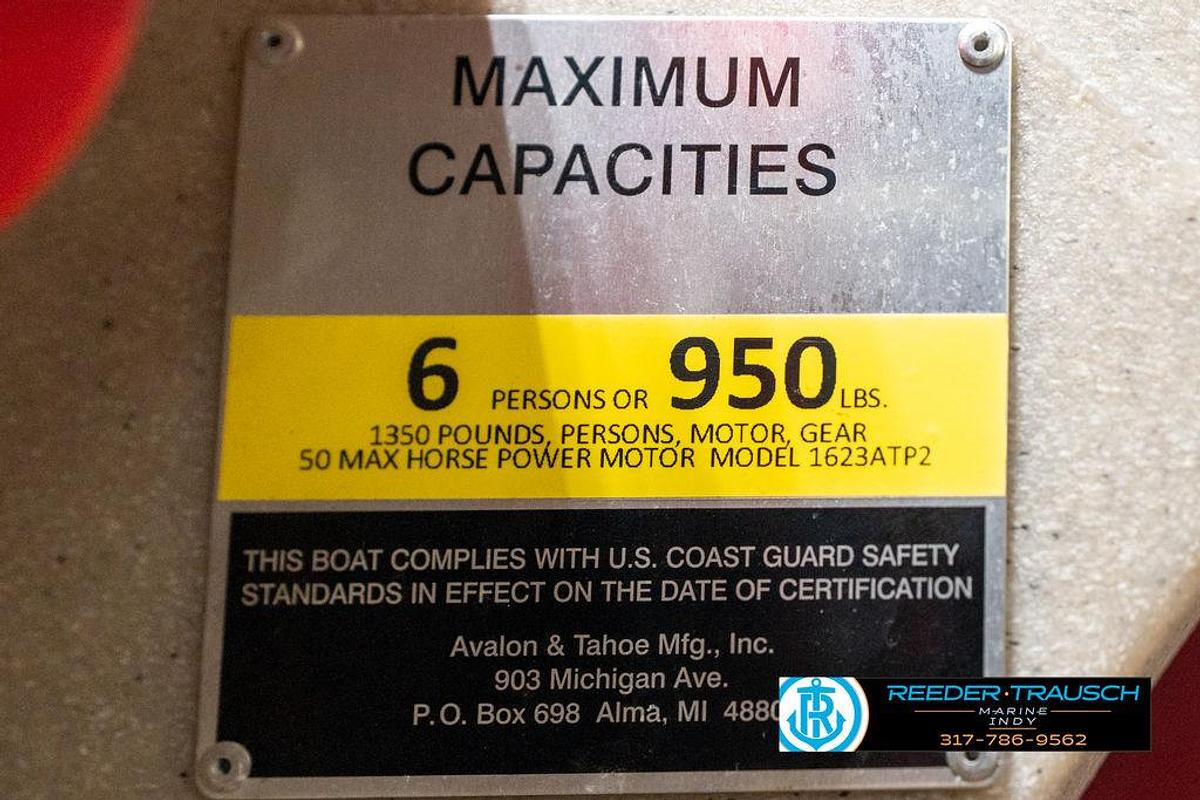 MAXIMUM
CAPACITIES
6 PERSONS OR 950 LBS.
1350 POUNDS, PERSONS, MOTOR, GEAR
50 MAX HORSE POWER MOTOR MODEL 1623ATP2
THIS BOAT COMPLIES WITH U.S. COAST GUARD SAFETY
STANDARDS IN EFFECT ON THE DATE OF CERTIFICATION
Avalon & Tahoe Mfg., Inc.
903 Michigan Ave.
P.O. Box 698 Alma, MI
REEDER·TRAUSCH
MARINE
INDY
317-786-9562